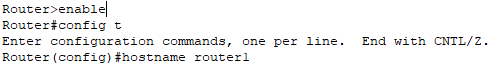 Router>enable
Router#config t
Enter configuration commands, one per line.  End with CNTL/Z.
Router(config)#hostname router1